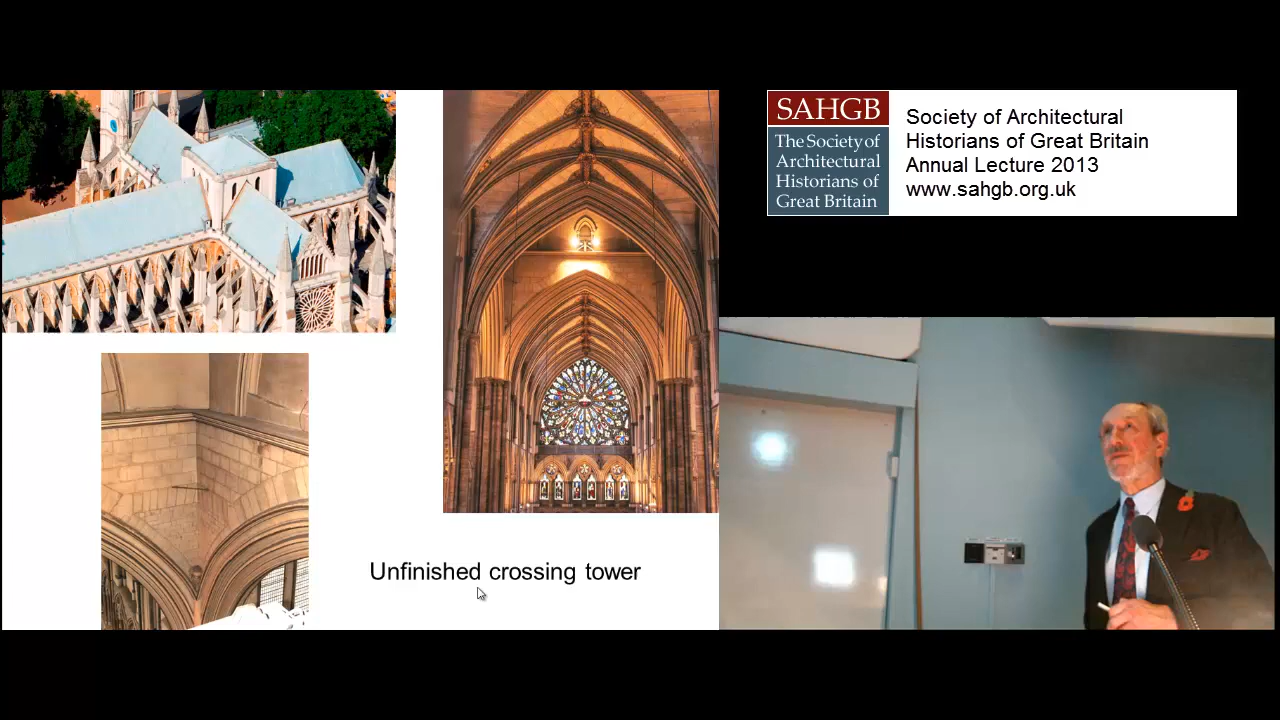 SAHGB
The Society of
Architectural
Historians of
Great Britain
Society of Architectural
Historians of Great Britain
Annual Lecture 2013
www.sahgb.org.uk
Unfinished crossing tower